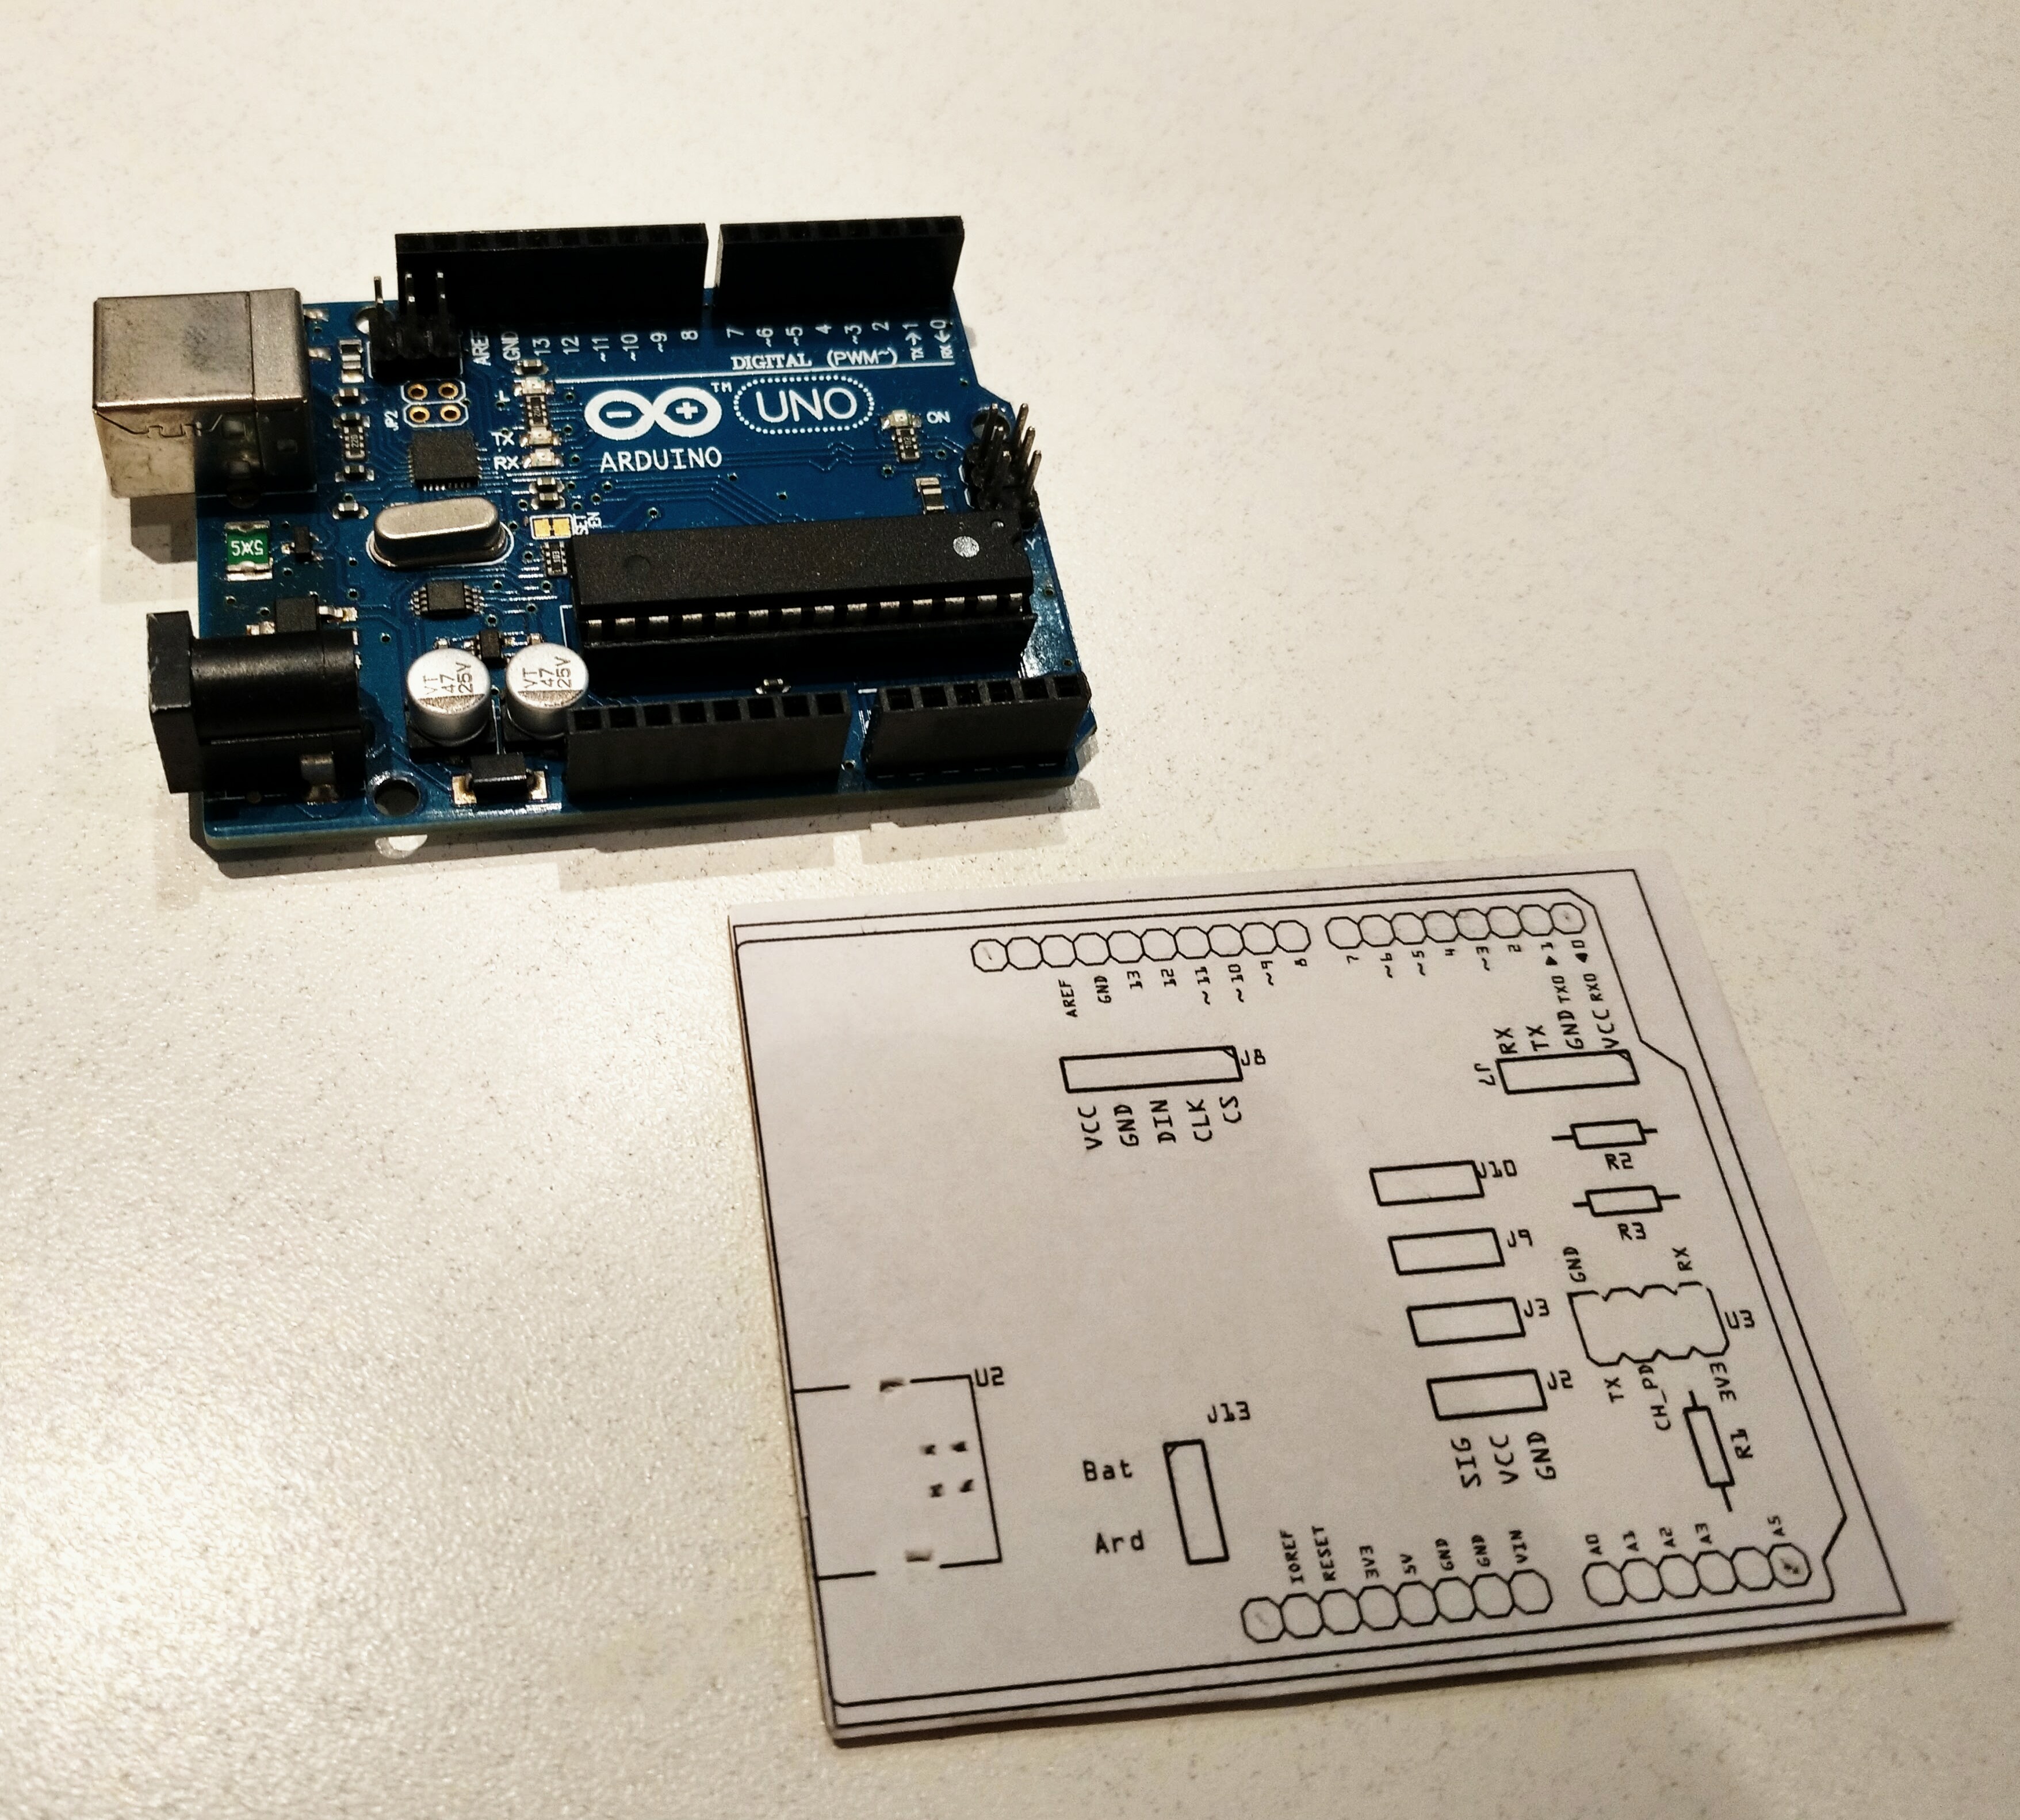 AREF
GND
13
12
~11
~10
~9
8
7
~6
~5
4
~3
2
TX→1
RX←0
DIGITAL (PWM~)
JP2
TX
RX
™
UNO
ARDUINO
ON
VT
47
25V
VT
47
25V
AREF
GND
13
12
~11
~10
~9
8
7
~6
~5
4
~3
2
TXO ▶1
RXO ◀0
RX
TX
GND
VCC
J7
J8
VCC
GND
DIN
CLK
CS
R2
J10
R3
J9
GND
RX
J3
U3
J2
TX
CH_PD
3V3
R1
SIG
VCC
GND
U2
J13
Bat
Ard
IOREF
RESET
3V3
5V
GND
GND
VIN
A0
A1
A2
A3
A5